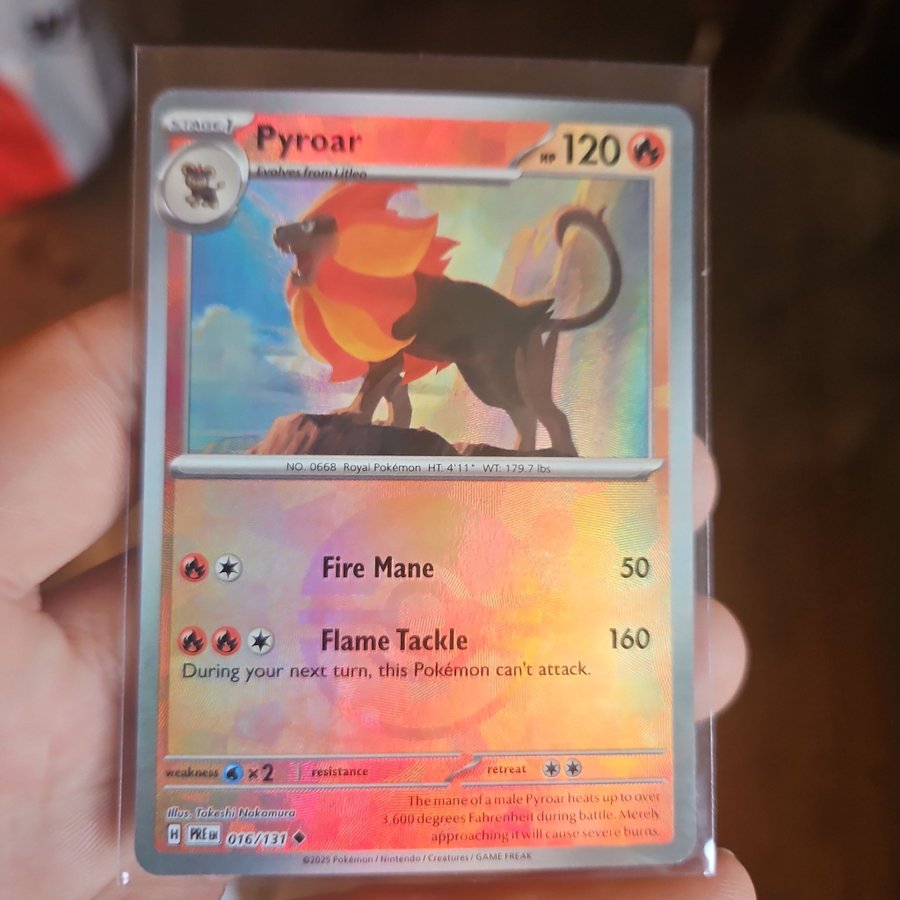 STAGE 1
Pyroar
HP 120
Evolves from Litleo
NO. 0668 Royal Pokémon HT: 4'11" WT: 179.7 lbs
Fire Mane 50
Flame Tackle 160
During your next turn, this Pokémon can't attack.
weakness ×2 resistance retreat
Illus. Takeshi Nakamura
The mane of a male Pyroar heats up to over
3,600 degrees Fahrenheit during battle. Merely
approaching it will cause severe burns.
H PRE EN 016/131
©2025 Pokémon / Nintendo / Creatures / GAME FREAK